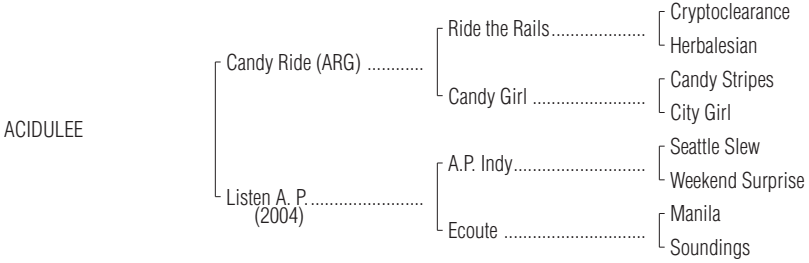 Cryptoclearance
Ride the Rails....................
Herbalesian
Candy Ride (ARG) ............
Candy Stripes
Candy Girl ........................
City Girl
ACIDULEE
Seattle Slew
A.P. Indy............................
Weekend Surprise
Listen A. P.........................
(2004)
Manila
Ecoute ..............................
Soundings